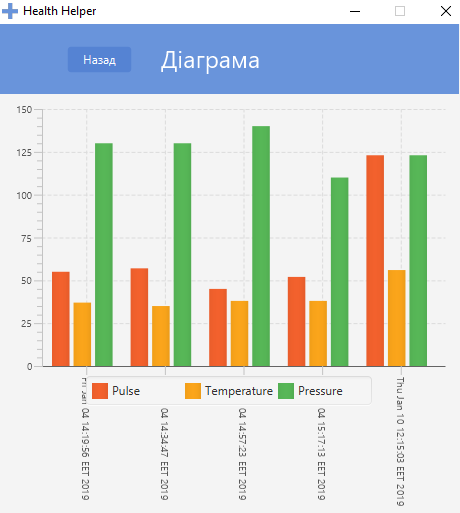 Health Helper
Назад
Діаграма
150
125
100
75
50
25
0
Pulse
Temperature
Pressure
04 14:19:56 EET 2019
04 14:34:47 EET 2019
04 14:57:23 EET 2019
04 15:17:13 EET 2019
Thu Jan 10 12:15:03 EET 2019